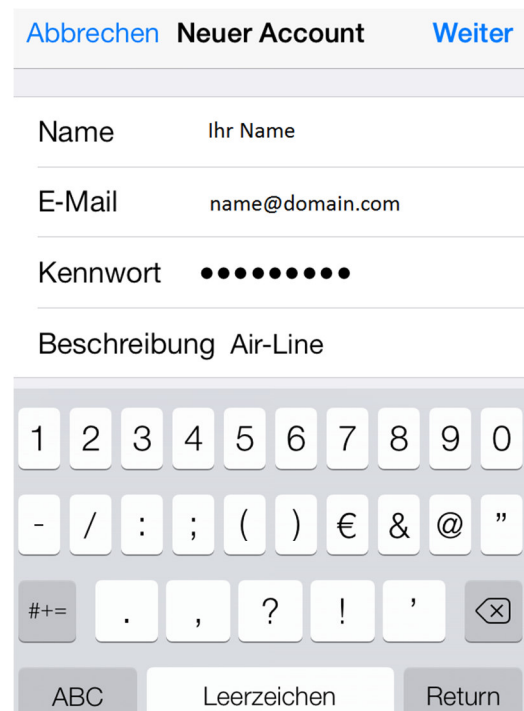 Abbrechen Neuer Account Weiter
Name Ihr Name
E-Mail name@domain.com
Kennwort ●●●●●●●●●
Beschreibung Air-Line
1 2 3 4 5 6 7 8 9 0
- / : ; ( ) € & @ "
#+= . , ? ! '
ABC Leerzeichen Return